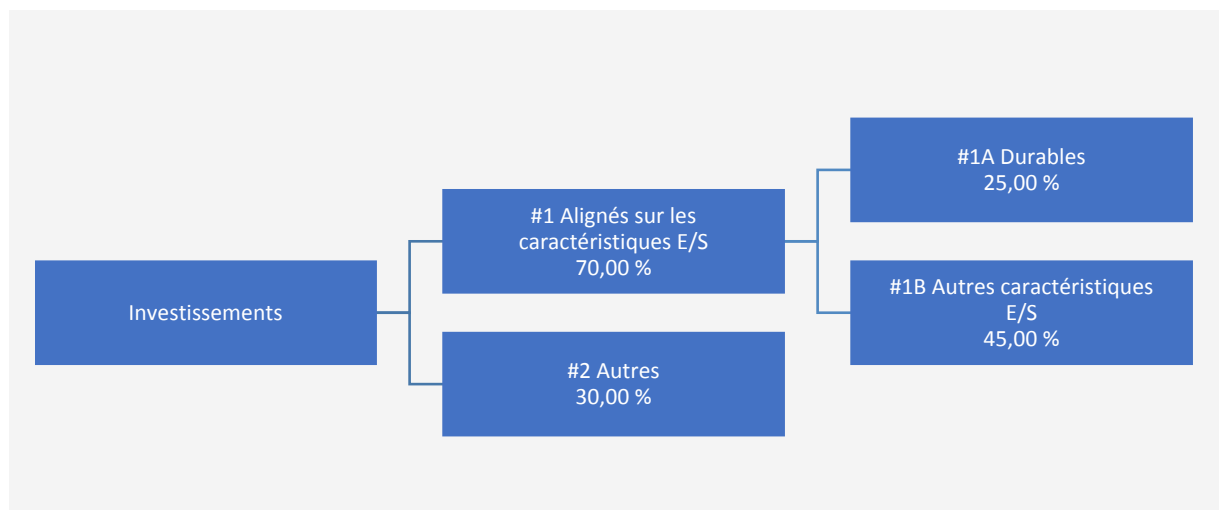 Investissements
#1 Alignés sur les
caractéristiques E/S
70,00 %
#2 Autres
30,00 %
#1A Durables
25,00 %
#1B Autres caractéristiques
E/S
45,00 %